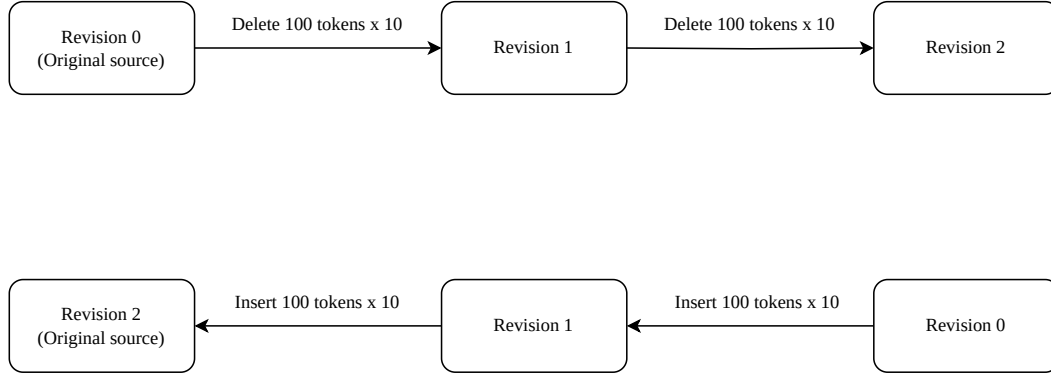 Delete 100 tokens x 10
Delete 100 tokens x 10
Revision 0
(Original source)
Revision 1
Revision 2
Insert 100 tokens x 10
Insert 100 tokens x 10
Revision 2
(Original source)
Revision 1
Revision 0